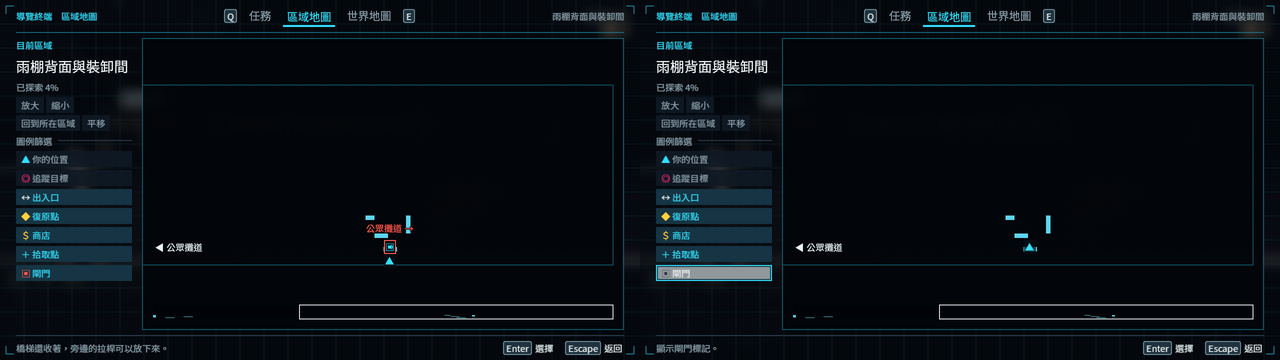 導覽終端 區域地圖
Q 任務 區域地圖 世界地圖 E
雨棚背面與裝卸間
目前區域
雨棚背面與裝卸間
已探索 4%
放大 縮小
回到所在區域 平移
圖例篩選
你的位置
追蹤目標
出入口
復原點
$ 商店
拾取點
閘門
公眾攤道
公眾攤道
橋梯還收著，旁邊的拉桿可以放下來。
Enter 選擇 Escape 返回
導覽終端 區域地圖
Q 任務 區域地圖 世界地圖 E
雨棚背面與裝卸間
目前區域
雨棚背面與裝卸間
已探索 4%
放大 縮小
回到所在區域 平移
圖例篩選
你的位置
追蹤目標
出入口
復原點
$ 商店
拾取點
閘門
公眾攤道
顯示閘門標記。
Enter 選擇 Escape 返回